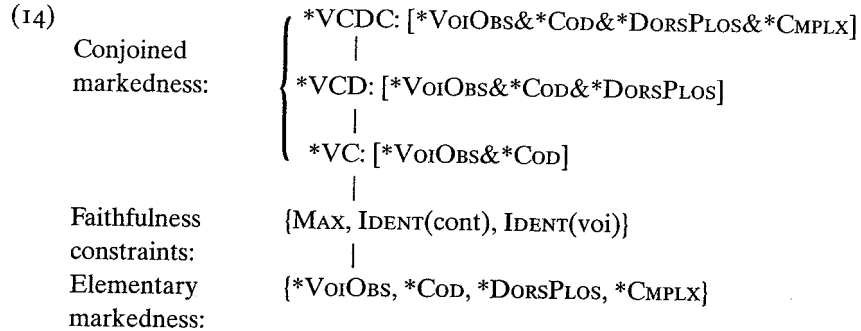 (14)
*VCDC: [*VOIOBS&*COD&*DORSPLOS&*CMPLX]
Conjoined
markedness:
*VCD: [*VOIOBS&*COD&*DORSPLOS]
*VC: [*VOIOBS&*COD]
Faithfulness
constraints:
{MAX, IDENT(cont), IDENT(voi)}
Elementary
markedness:
{*VOIOBS, *COD, *DORSPLOS, *CMPLX}